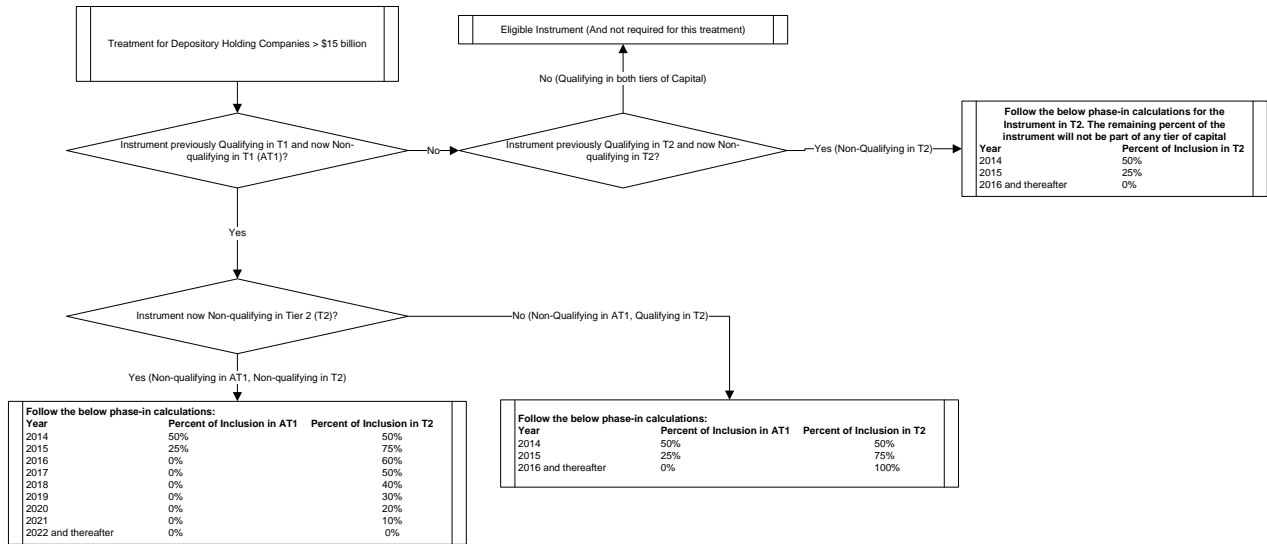 Treatment for Depository Holding Companies > $15 billion
Eligible Instrument (And not required for this treatment)
No (Qualifying in both tiers of Capital)
Instrument previously Qualifying in T1 and now Non-
qualifying in T1 (AT1)?
No
Instrument previously Qualifying in T2 and now Non-
qualifying in T2?
Yes (Non-Qualifying in T2)
Follow the below phase-in calculations for the
Instrument in T2. The remaining percent of the
instrument will not be part of any tier of capital
Year Percent of Inclusion in T2
2014 50%
2015 25%
2016 and thereafter 0%
Yes
Instrument now Non-qualifying in Tier 2 (T2)?
No (Non-Qualifying in AT1, Qualifying in T2)
Yes (Non-qualifying in AT1, Non-qualifying in T2)
Follow the below phase-in calculations:
Year Percent of Inclusion in AT1 Percent of Inclusion in T2
2014 50% 50%
2015 25% 75%
2016 0% 60%
2017 0% 50%
2018 0% 40%
2019 0% 30%
2020 0% 20%
2021 0% 10%
2022 and thereafter 0% 0%
Follow the below phase-in calculations:
Year Percent of Inclusion in AT1 Percent of Inclusion in T2
2014 50% 50%
2015 25% 75%
2016 and thereafter 0% 100%